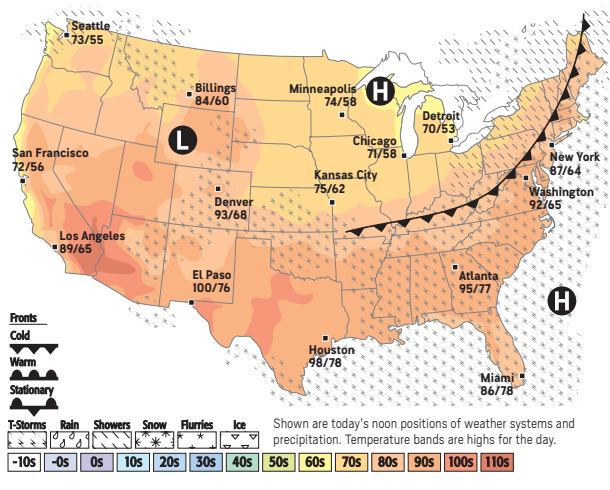 Seattle
73/55
Billings
84/60
Minneapolis
74/58
H
Detroit
70/53
L
Chicago
71/58
New York
87/64
San Francisco
72/56
Kansas City
75/62
Washington
92/65
Denver
93/68
Los Angeles
89/65
El Paso
100/76
Atlanta
95/77
H
Houston
98/78
Miami
86/78
Fronts
Cold
Warm
Stationary
T-Storms Rain Showers Snow Flurries Ice
Shown are today's noon positions of weather systems and
precipitation. Temperature bands are highs for the day.
-10s -0s 0s 10s 20s 30s 40s 50s 60s 70s 80s 90s 100s 110s